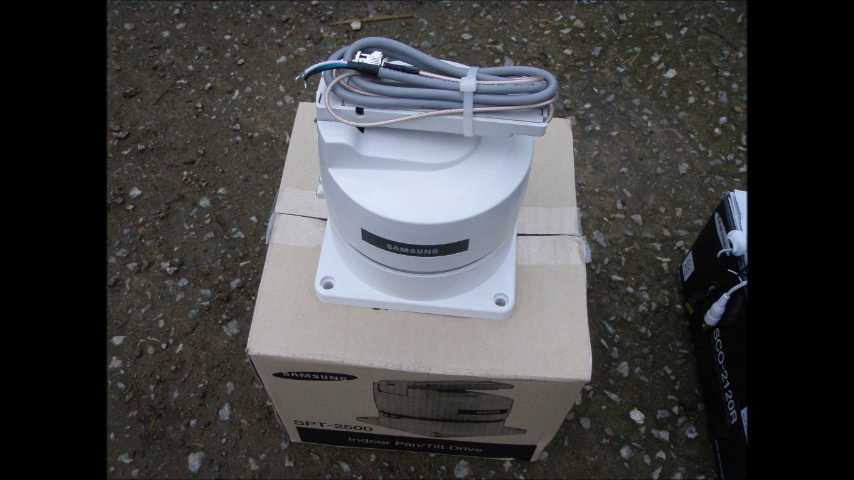 SAMSUNG
SAMSUNG
SPT-2500
Indoor Pan/Tilt Drive
SCO-2120R